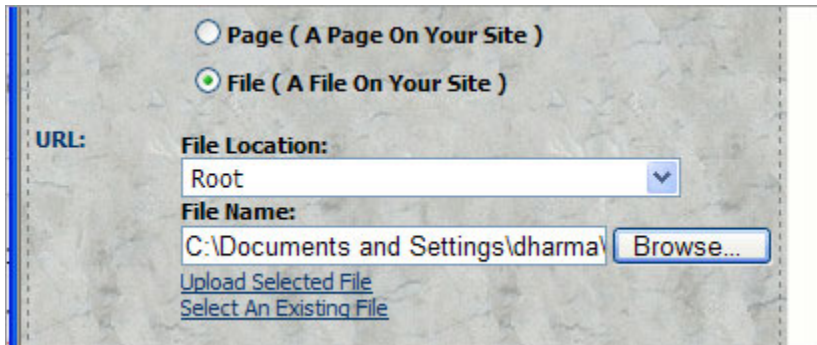 Page ( A Page On Your Site )
File ( A File On Your Site )
URL:
File Location:
Root
File Name:
C:\Documents and Settings\dharma\ Browse...
Upload Selected File
Select An Existing File